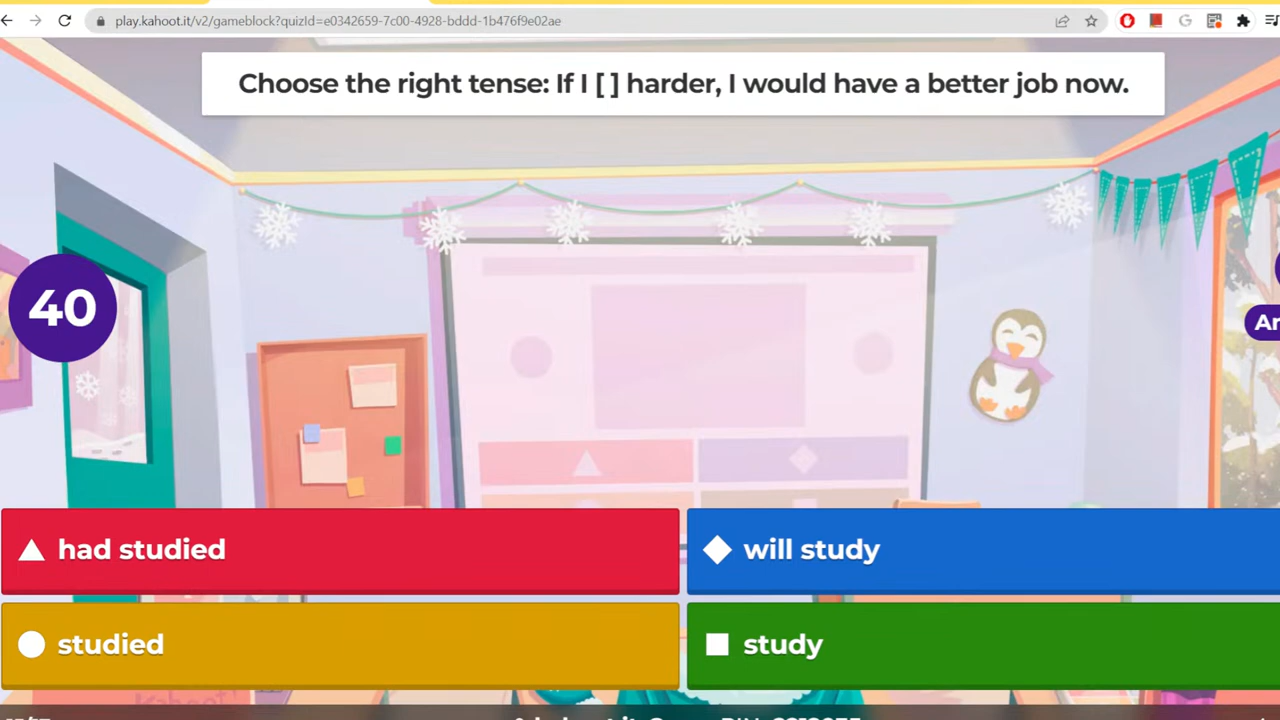 play.kahoot.it/v2/gameblock?quizId=e0342659-7c00-4928-bddd-1b476f9e02ae
Choose the right tense: If I [ ] harder, I would have a better job now.
40
had studied
will study
studied
study